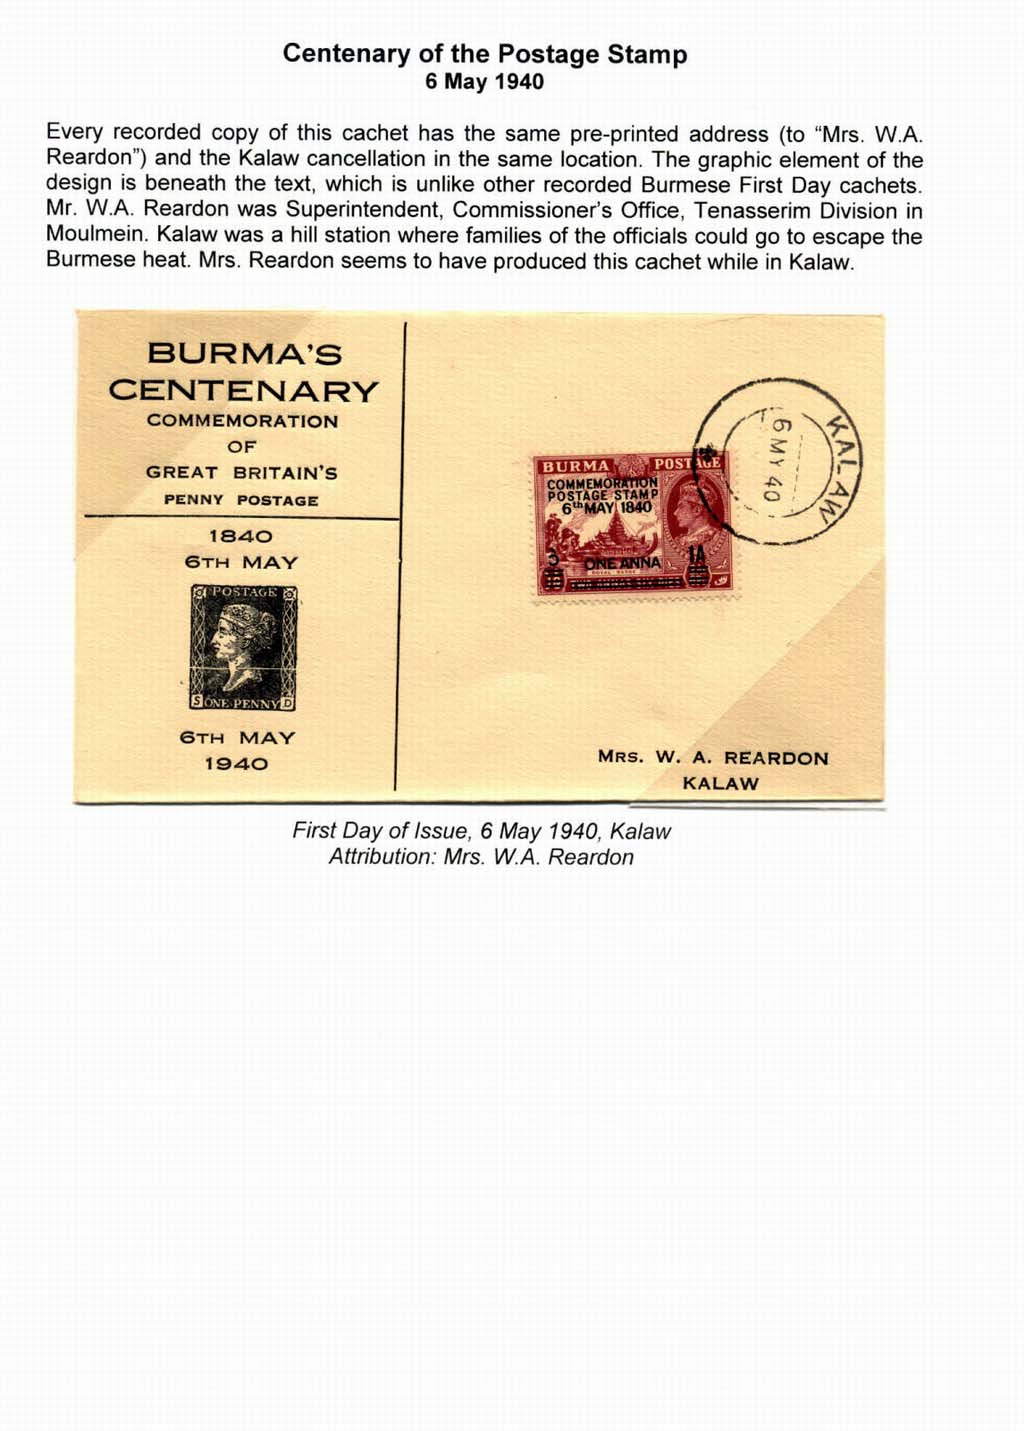 Centenary of the Postage Stamp
6 May 1940
Every recorded copy of this cachet has the same pre-printed address (to “Mrs. W.A.
Reardon”) and the Kalaw cancellation in the same location. The graphic element of the
design is beneath the text, which is unlike other recorded Burmese First Day cachets.
Mr. W.A. Reardon was Superintendent, Commissioner’s Office, Tenasserim Division in
Moulmein. Kalaw was a hill station where families of the officials could go to escape the
Burmese heat. Mrs. Reardon seems to have produced this cachet while in Kalaw.
BURMA'S
CENTENARY
COMMEMORATION
OF
GREAT BRITAIN'S
PENNY POSTAGE
1840
6TH MAY
POSTAGE
S ONE PENNY D
6TH MAY
1940
KALAW
6 MY 40
BURMA POSTAGE
COMMEMORATION
POSTAGE STAMP
6th MAY 1840
3 ONE ANNA 1A
ROYAL BARGE
MRS. W. A. REARDON
KALAW
First Day of Issue, 6 May 1940, Kalaw
Attribution: Mrs. W.A. Reardon